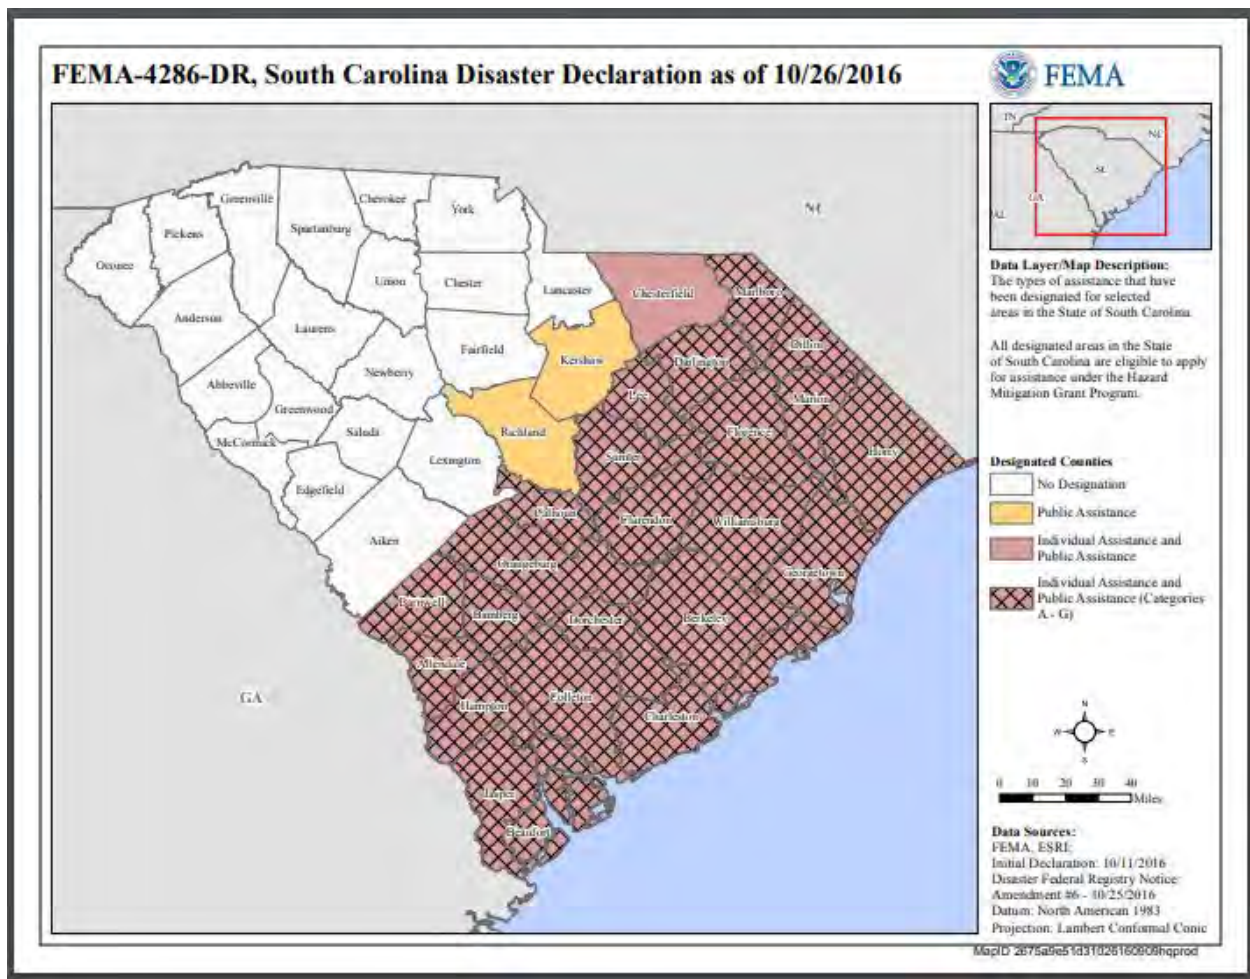 FEMA-4286-DR, South Carolina Disaster Declaration as of 10/26/2016
FEMA
TN
NC
SC
GA
AL
NC
Greenville
Cherokee
York
Pickens
Spartanburg
Oconee
Union
Chester
Lancaster
Chesterfield
Marlboro
Anderson
Laurens
Fairfield
Kershaw
Darlington
Dillon
Abbeville
Newberry
Greenwood
Lee
Marion
McCormick
Saluda
Richland
Florence
Lexington
Sumter
Horry
Edgefield
Calhoun
Clarendon
Williamsburg
Aiken
Orangeburg
Georgetown
Barnwell
Bamberg
Dorchester
Berkeley
Allendale
GA
Hampton
Colleton
Charleston
Jasper
Beaufort
Data Layer/Map Description:
The types of assistance that have
been designated for selected
areas in the State of South Carolina.
All designated areas in the State
of South Carolina are eligible to apply
for assistance under the Hazard
Mitigation Grant Program.
Designated Counties
No Designation
Public Assistance
Individual Assistance and
Public Assistance
Individual Assistance and
Public Assistance (Categories
A - G)
N
W
E
S
0 10 20 30 40
Miles
Data Sources:
FEMA, ESRI;
Initial Declaration: 10/11/2016
Disaster Federal Registry Notice:
Amendment #6 - 10/25/2016
Datum: North American 1983
Projection: Lambert Conformal Conic
MapID 2675a9e51d31026160909hqprod